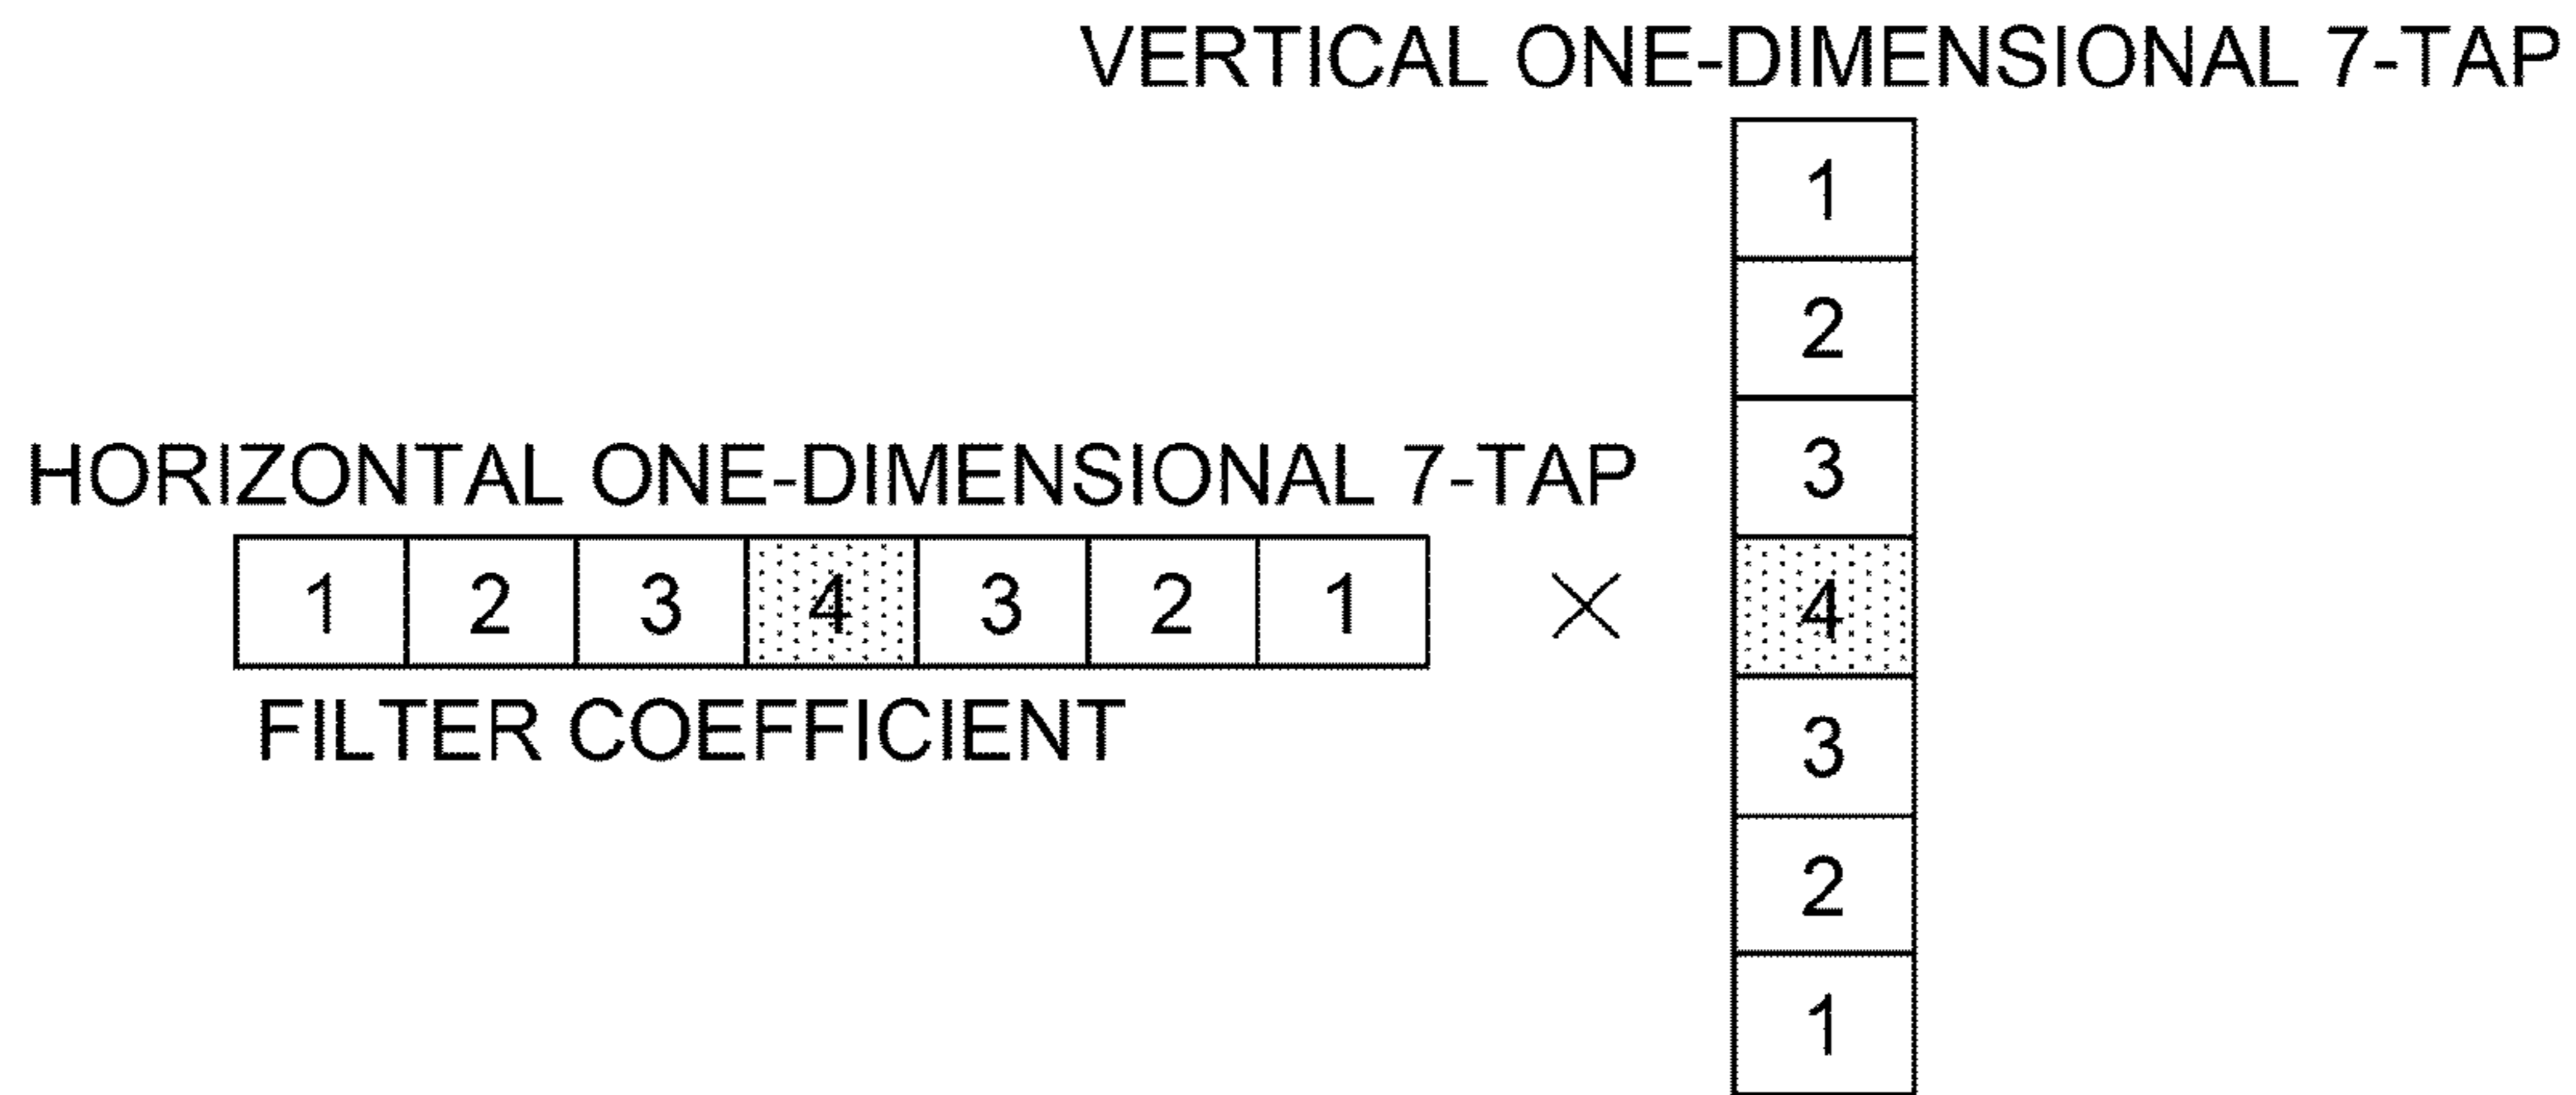 VERTICAL ONE-DIMENSIONAL 7-TAP
1
2
3
HORIZONTAL ONE-DIMENSIONAL 7-TAP
1 2 3 4 3 2 1 × 4
FILTER COEFFICIENT
3
2
1